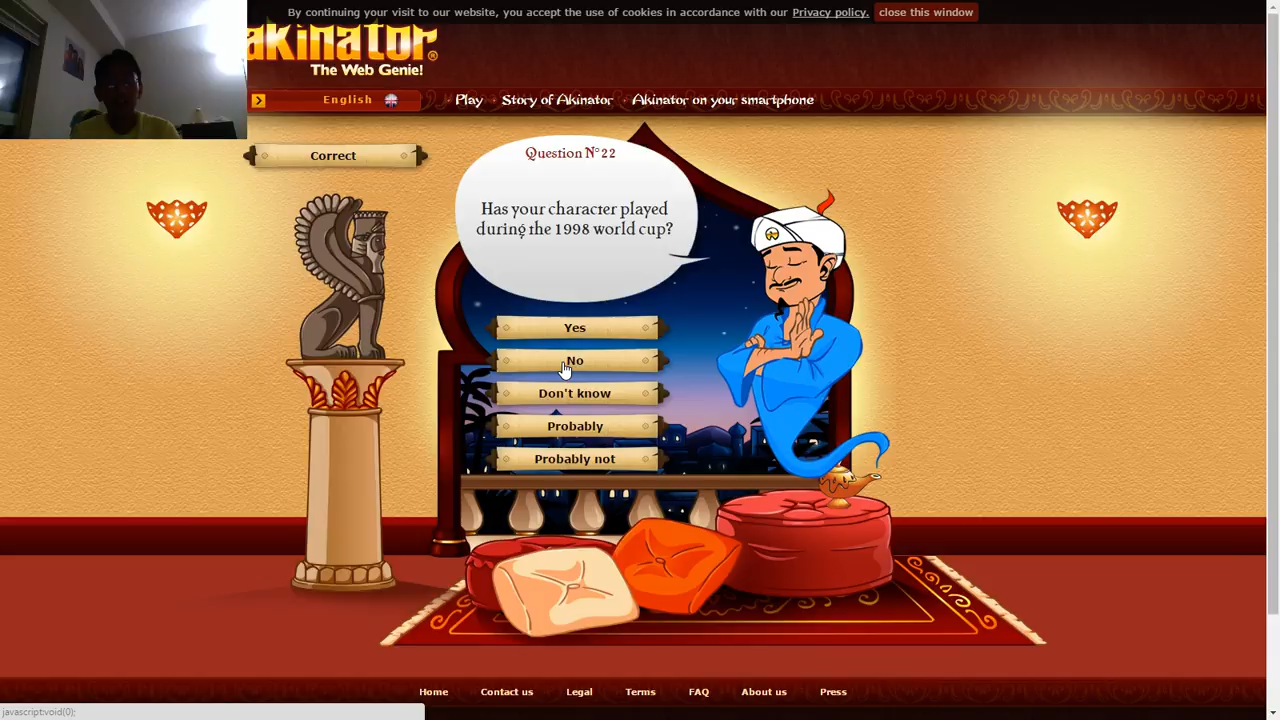 By continuing your visit to our website, you accept the use of cookies in accordance with our Privacy policy. close this window
akinator®
The Web Genie!
English
Play · Story of Akinator · Akinator on your smartphone
Correct
Question N°22
Has your character played
during the 1998 world cup?
Yes
No
Don't know
Probably
Probably not
Home Contact us Legal Terms FAQ About us Press
javascript:void(0);